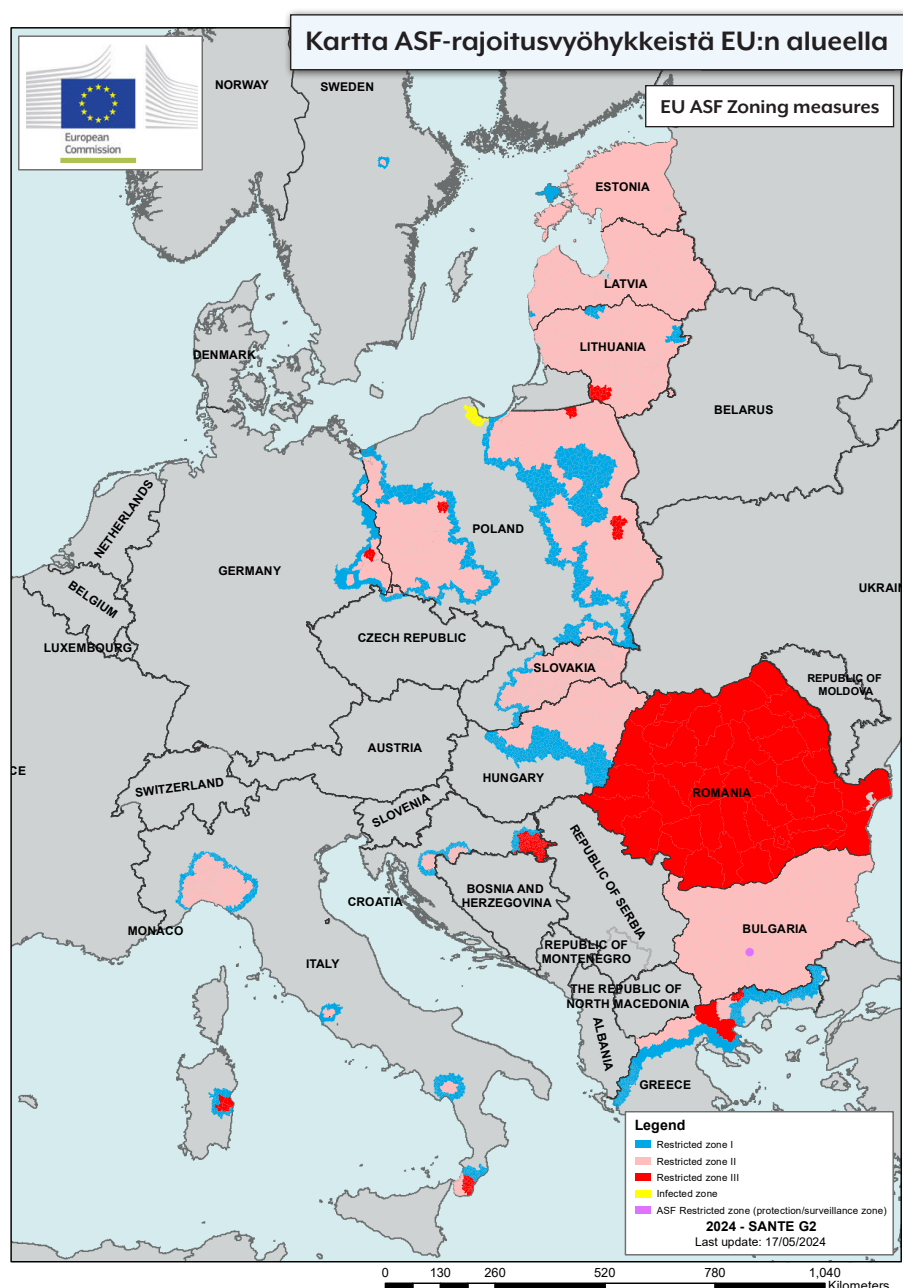 Kartta ASF-rajoitusvyöhykkeistä EU:n alueella
EU ASF Zoning measures
European
Commission
NORWAY
SWEDEN
ESTONIA
LATVIA
LITHUANIA
DENMARK
BELARUS
NETHERLANDS
POLAND
GERMANY
BELGIUM
UKRAIN
LUXEMBOURG
CZECH REPUBLIC
SLOVAKIA
REPUBLIC OF
MOLDOVA
AUSTRIA
CE
HUNGARY
SWITZERLAND
ROMANIA
SLOVENIA
REPUBLIC OF SERBIA
BOSNIA AND
HERZEGOVINA
CROATIA
MONACO
BULGARIA
ITALY
REPUBLIC OF
MONTENEGRO
THE REPUBLIC OF
NORTH MACEDONIA
ALBANIA
GREECE
Legend
Restricted zone I
Restricted zone II
Restricted zone III
Infected zone
ASF Restricted zone (protection/surveillance zone)
2024 - SANTE G2
Last update: 17/05/2024
0 130 260 520 780 1,040
Kilometers